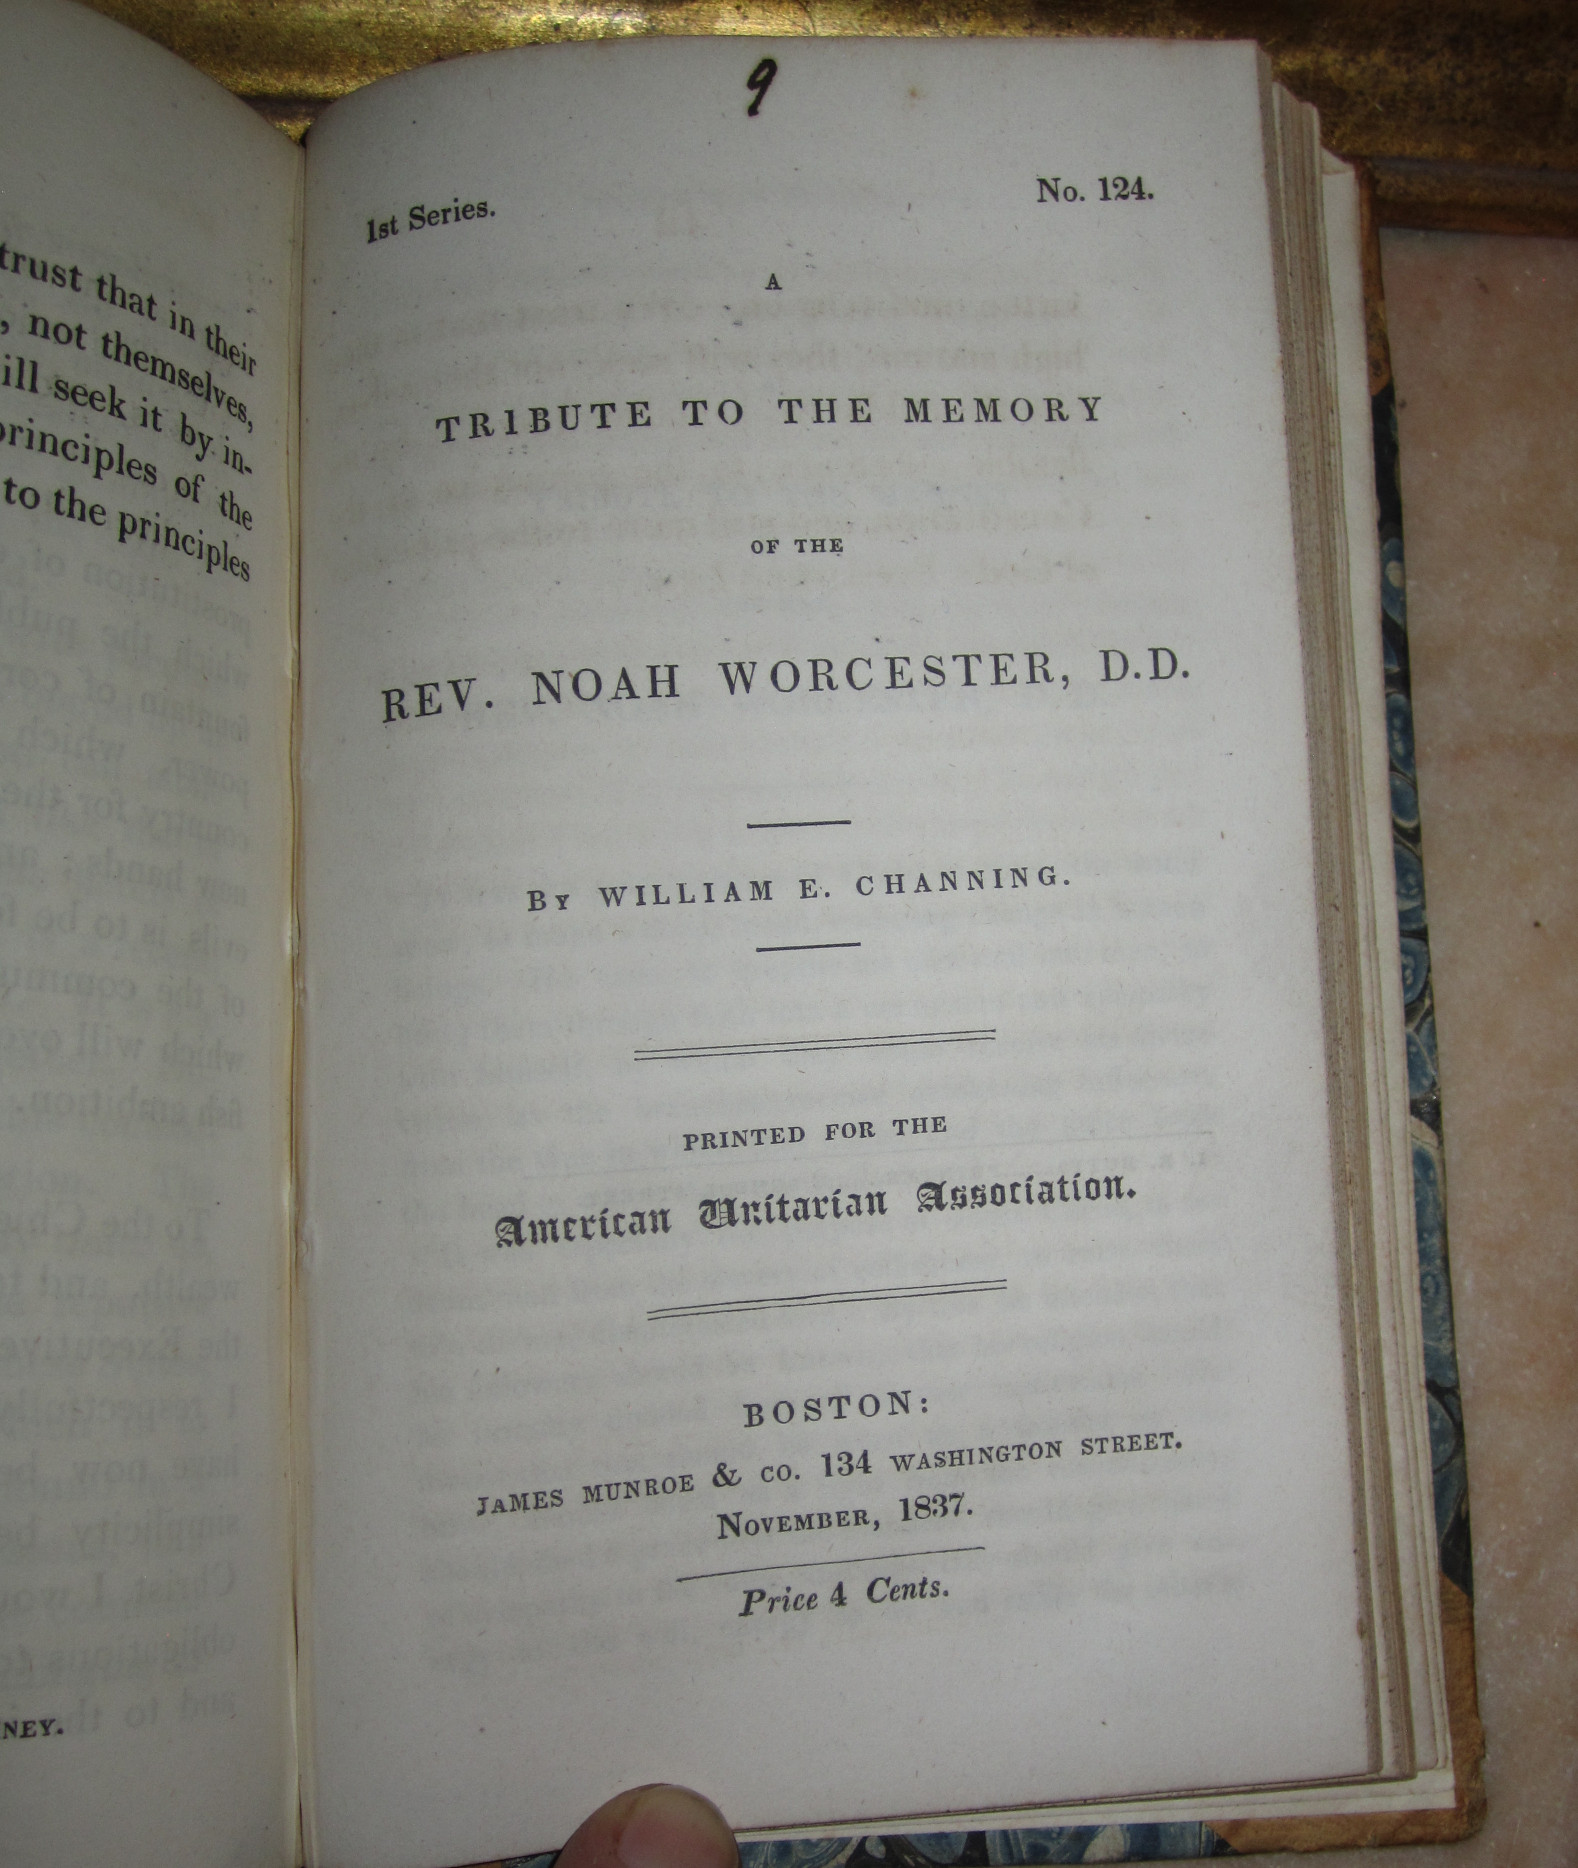 trust that in their
, not themselves,
ill seek it by in-
principles of the
to the principles
NEY.
9
1st Series.
No. 124.
A
TR1BUTE TO THE MEMORY
OF THE
REV. NOAH WORCESTER, D.D.
By WILLIAM E. CHANNING.
PRINTED FOR THE
American Unitarian Association.
BOSTON:
JAMES MUNROE & CO. 134 WASHINGTON STREET.
November, 1837.
Price 4 Cents.